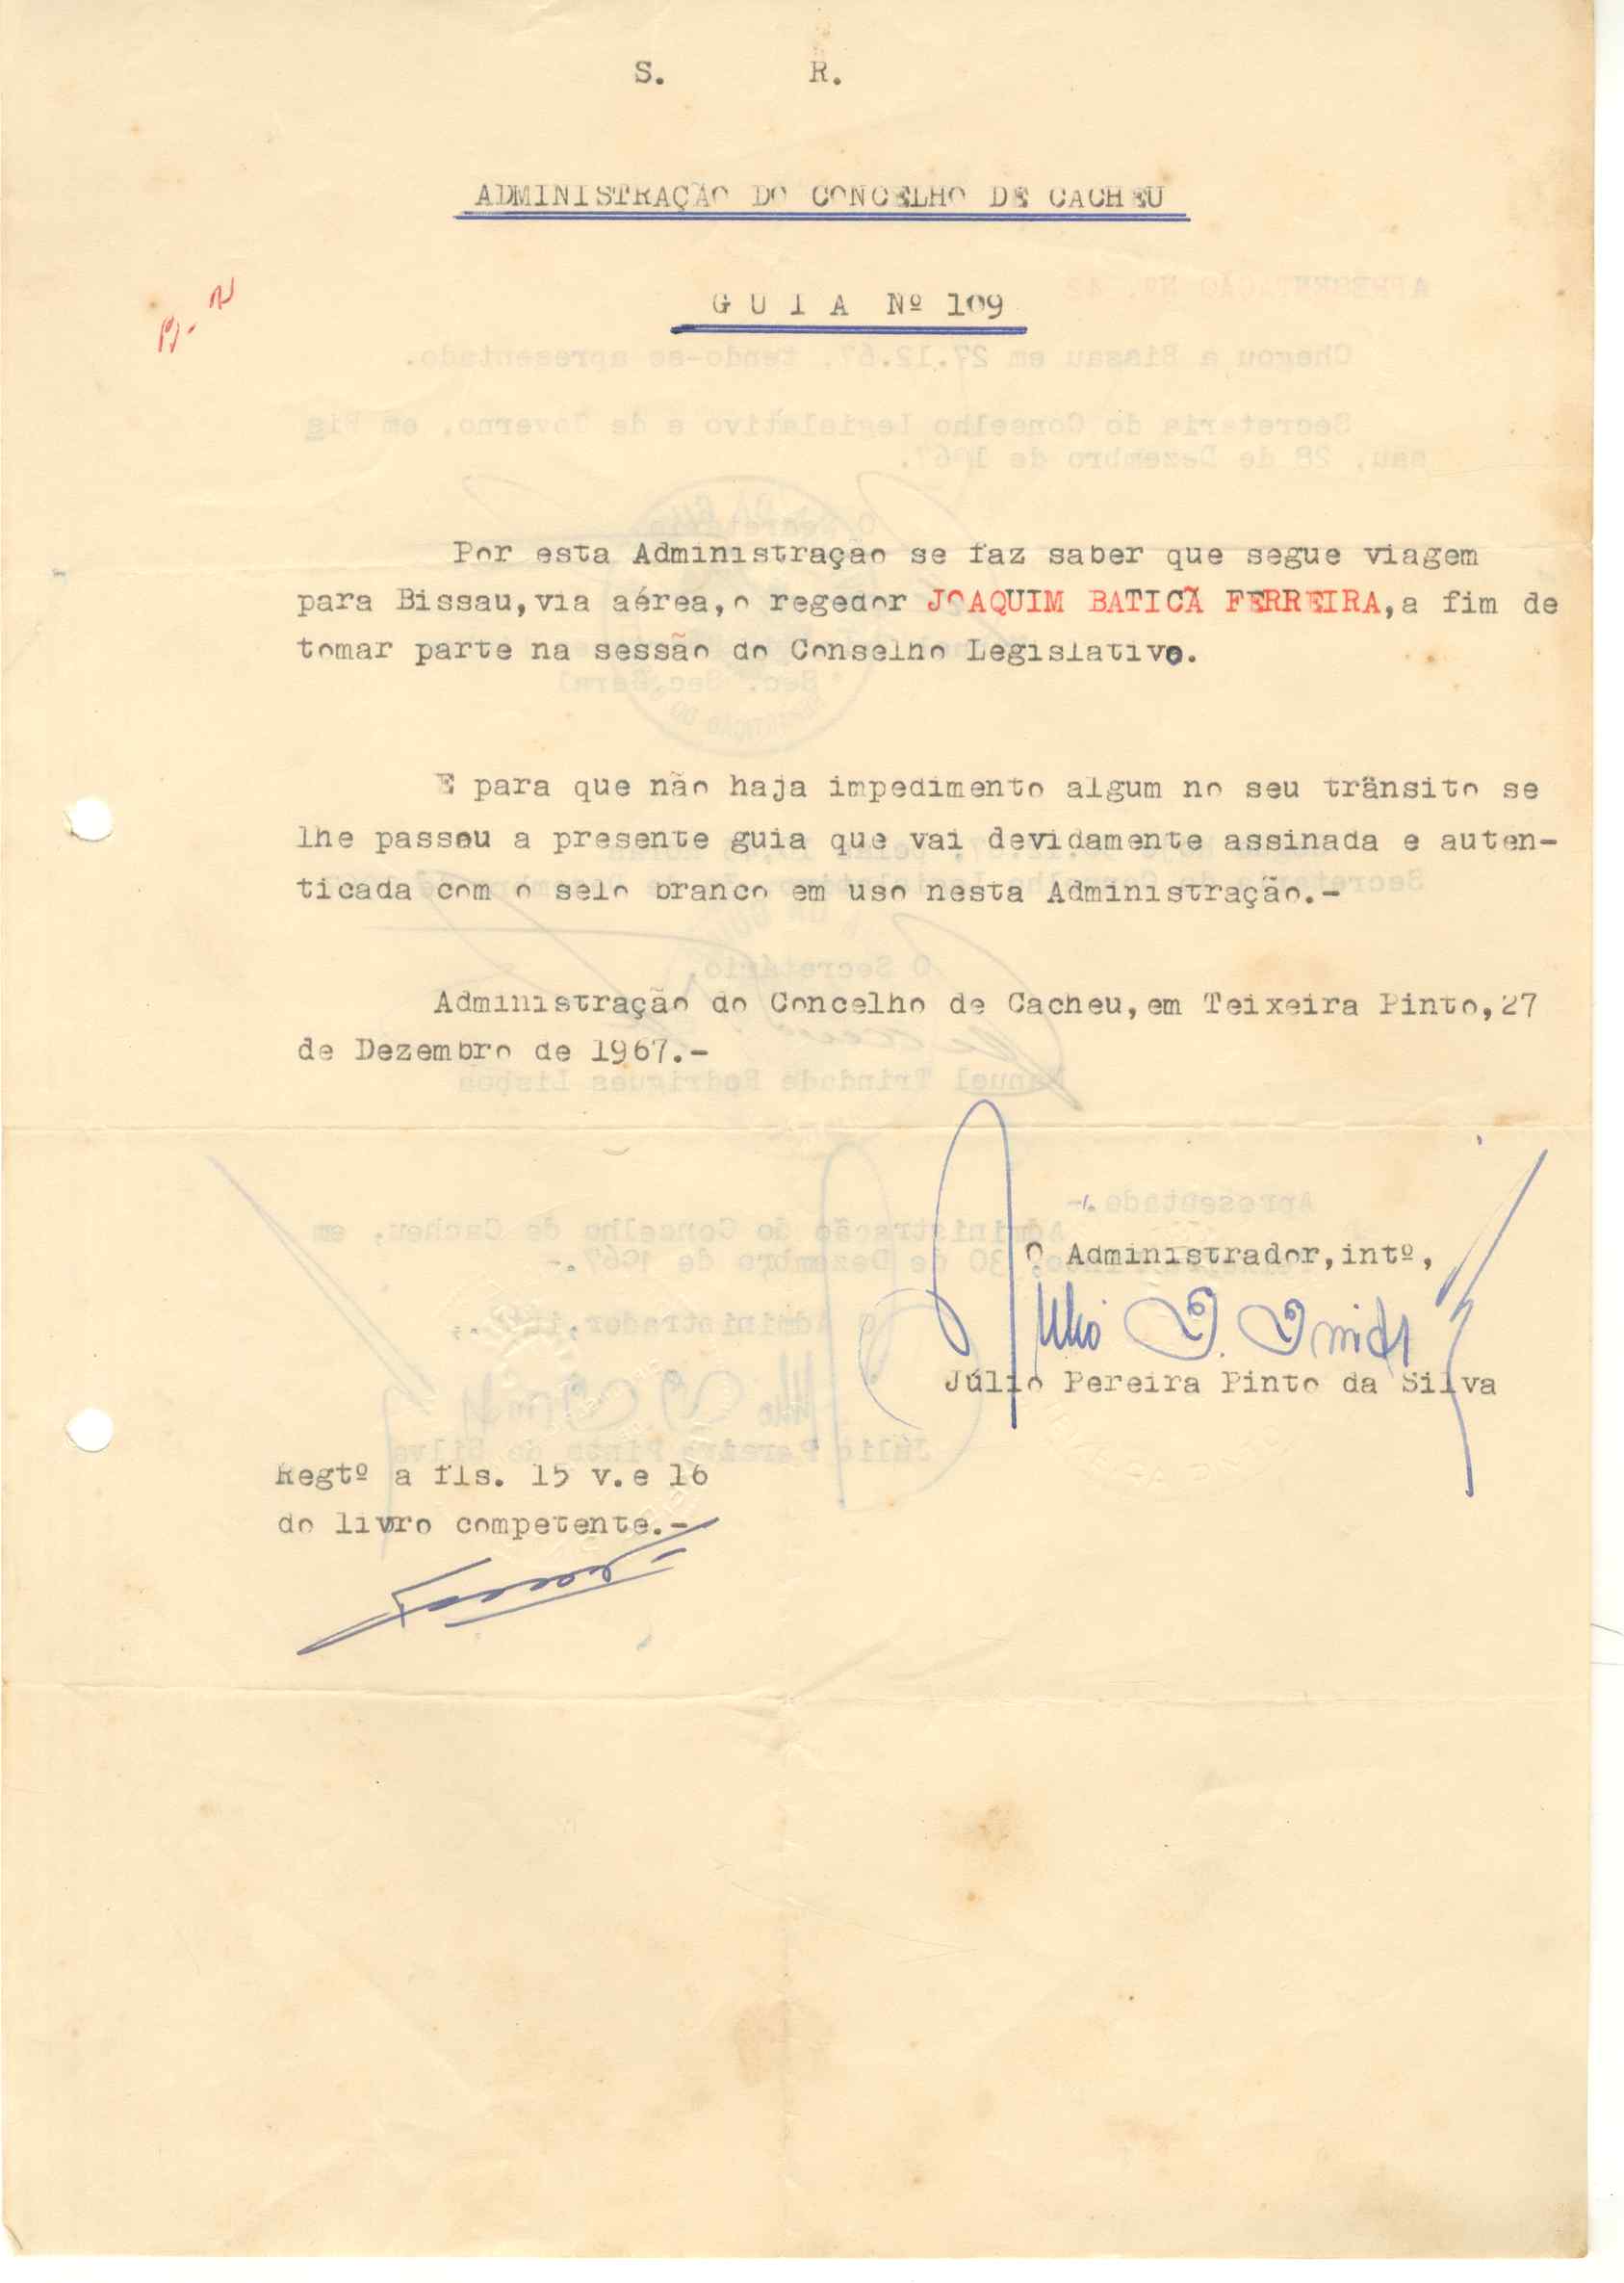 S. R.
ADMINISTRAÇÃO DO CONCELHO DE CACHEU
G U I A Nº 109
Por esta Administração se faz saber que segue viagem
para Bissau,via aérea,o regedor JOAQUIM BATICÃ FERREIRA,a fim de
tomar parte na sessão do Conselho Legislativo.
E para que não haja impedimento algum no seu trânsito se
lhe passou a presente guia que vai devidamente assinada e auten-
ticada com o selo branco em uso nesta Administração.-
Administração do Concelho de Cacheu,em Teixeira Pinto,27
de Dezembro de 1967.-
O Administrador,intº,
Júlio Pereira Pinto da Silva
Regtº a fls. 15 v.e 16
do livro competente.-